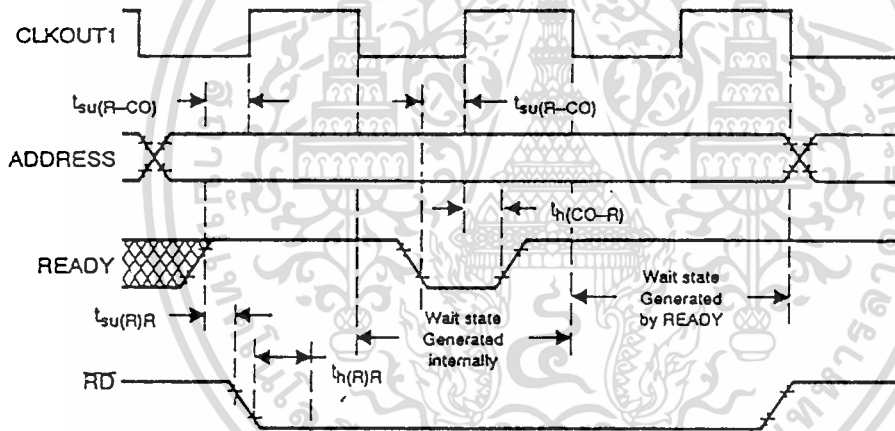 CLKOUT1
tsu(R–CO)
tsu(R–CO)
ADDRESS
th(CO–R)
READY
Wait state
Generated
by READY
tsu(R)R
Wait state
Generated
internally
th(R)R
RD